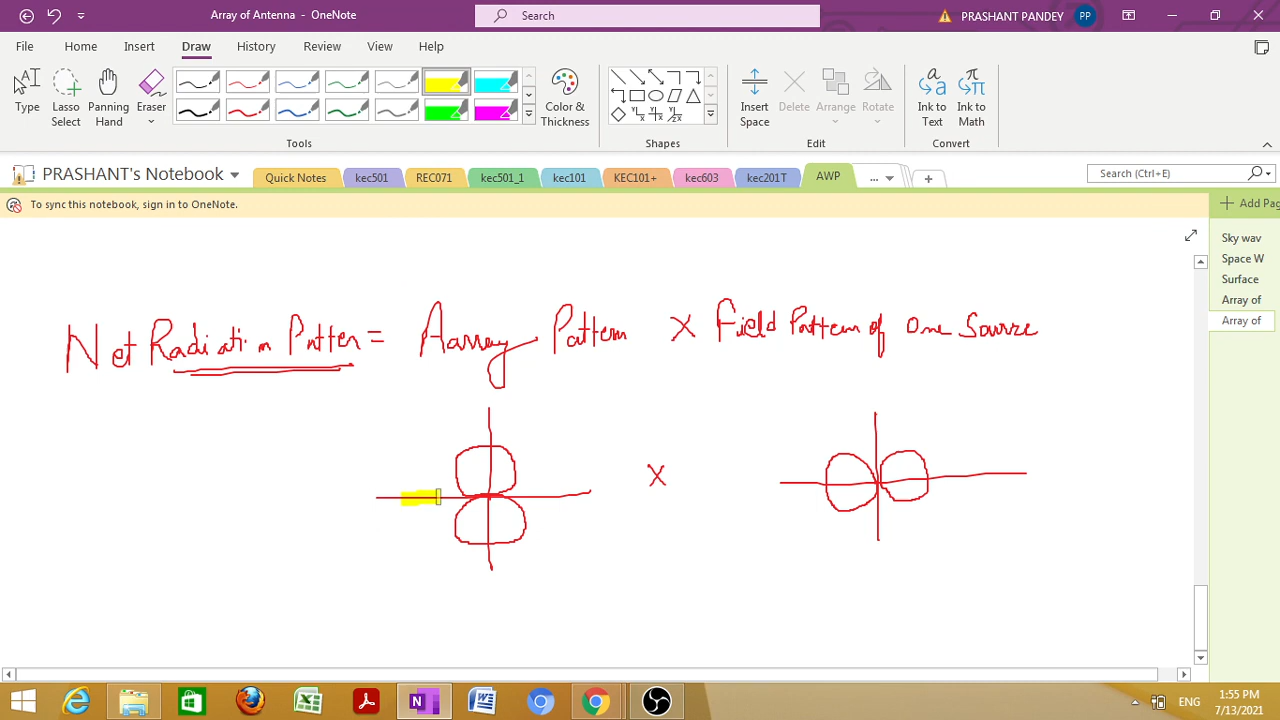 Array of Antenna - OneNote
Search
PRASHANT PANDEY PP
File Home Insert Draw History Review View Help
Type
Lasso Select
Panning Hand
Eraser
Color & Thickness
Insert Space
Delete
Arrange
Rotate
Ink to Text
Ink to Math
Tools
Shapes
Edit
Convert
PRASHANT's Notebook
Quick Notes kec501 REC071 kec501_1 kec101 KEC101+ kec603 kec201T AWP ... +
Search (Ctrl+E)
To sync this notebook, sign in to OneNote.
Add Pag
Sky wav
Space W
Surface
Array of
Array of
Net Radiation Pattern = Aarray Pattern X Field Pattern of One Source
X
ENG
1:55 PM
7/13/2021